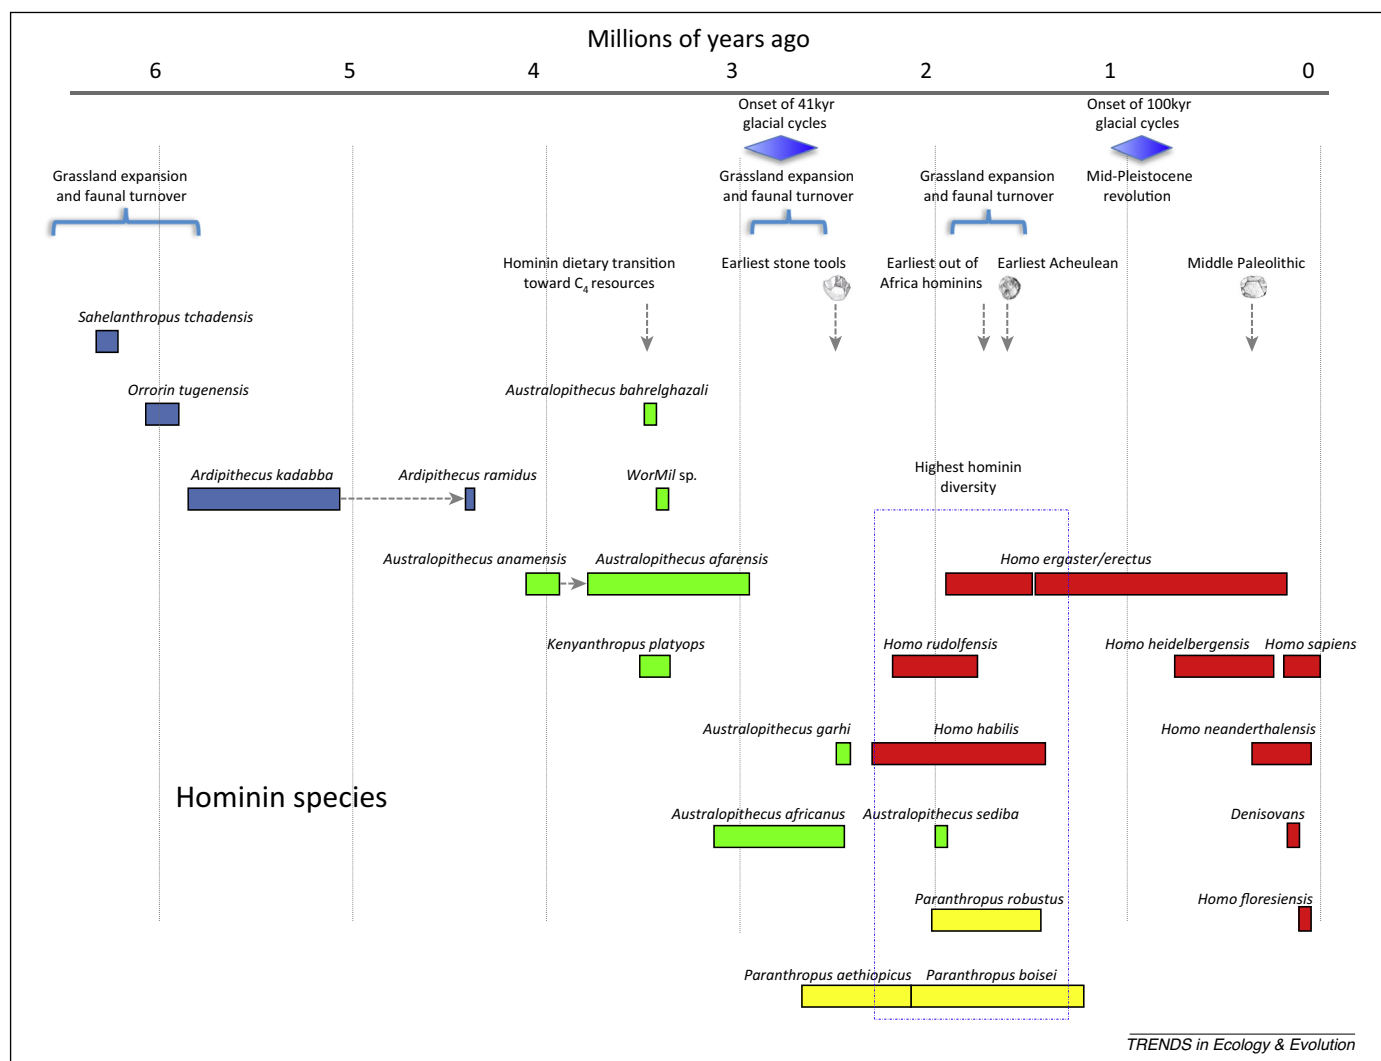 Millions of years ago
6 5 4 3 2 1 0
Onset of 41kyr
glacial cycles
Onset of 100kyr
glacial cycles
Grassland expansion
and faunal turnover
Grassland expansion
and faunal turnover
Grassland expansion
and faunal turnover
Mid-Pleistocene
revolution
Hominin dietary transition
toward C4 resources
Earliest stone tools
Earliest out of
Africa hominins
Earliest Acheulean
Middle Paleolithic
Sahelanthropus tchadensis
Orrorin tugenensis
Australopithecus bahrelghazali
Ardipithecus kadabba
Ardipithecus ramidus
WorMil sp.
Highest hominin
diversity
Australopithecus anamensis
Australopithecus afarensis
Homo ergaster/erectus
Kenyanthropus platyops
Homo rudolfensis
Homo heidelbergensis
Homo sapiens
Australopithecus garhi
Homo habilis
Homo neanderthalensis
Hominin species
Australopithecus africanus
Australopithecus sediba
Denisovans
Paranthropus robustus
Homo floresiensis
Paranthropus aethiopicus
Paranthropus boisei
TRENDS in Ecology & Evolution